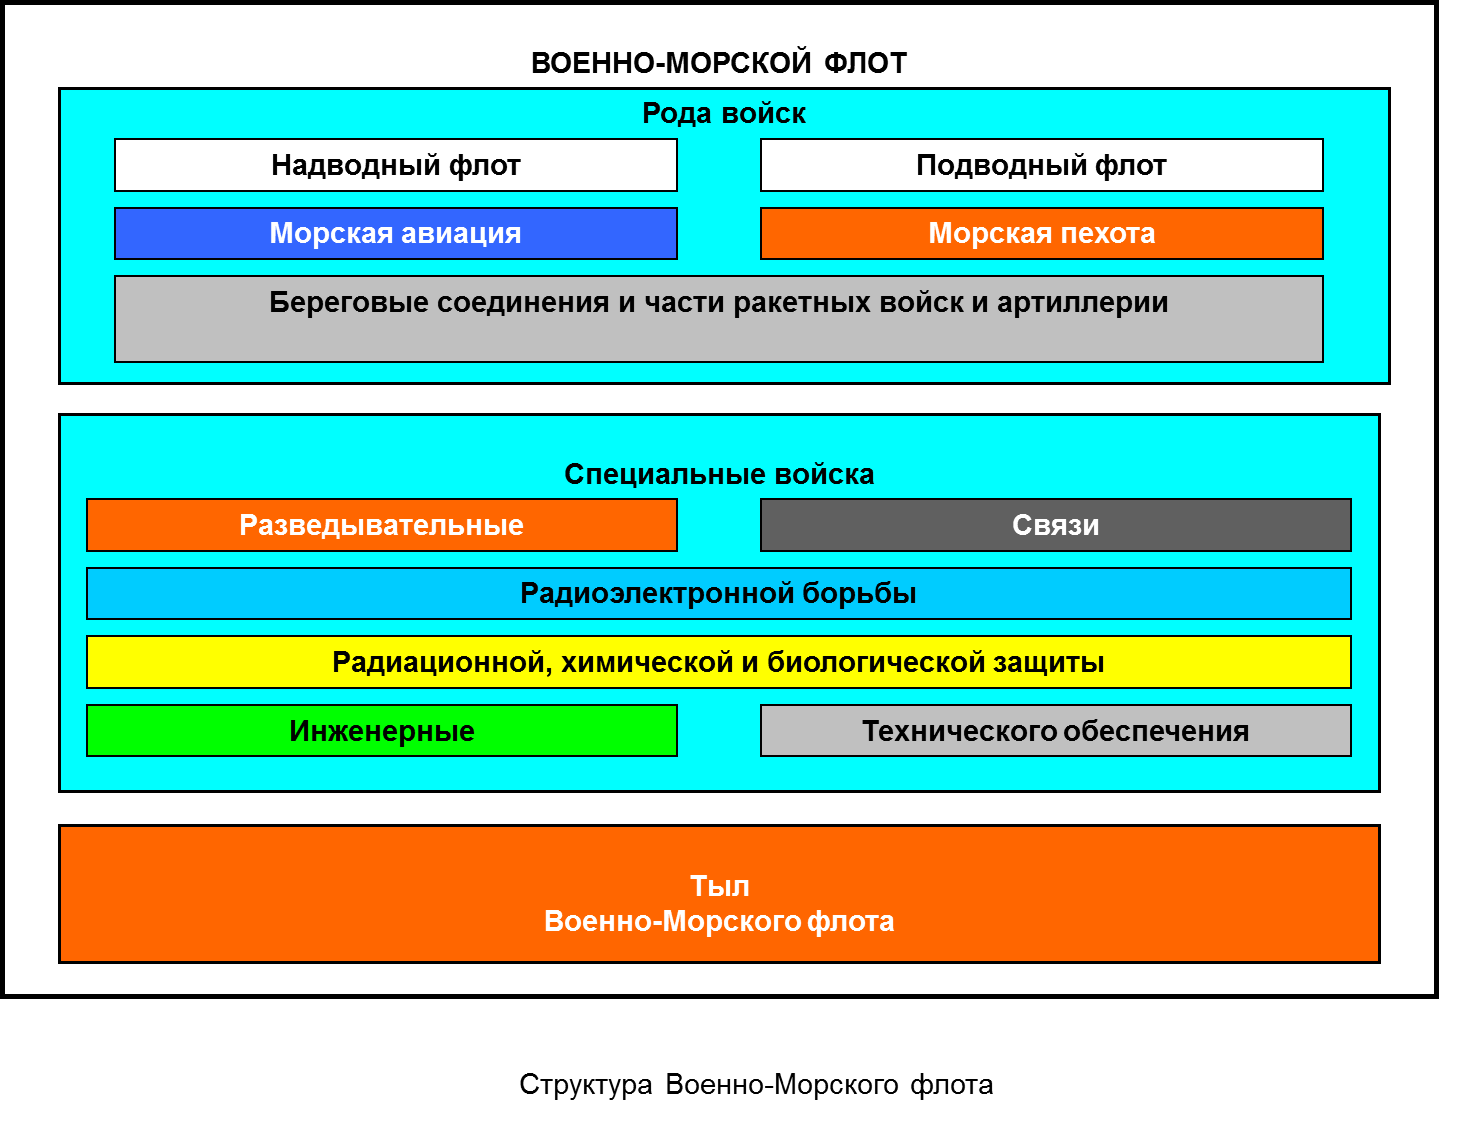 ВОЕННО-МОРСКОЙ ФЛОТ
Рода войск
Надводный флот
Подводный флот
Морская авиация
Морская пехота
Береговые соединения и части ракетных войск и артиллерии
Специальные войска
Разведывательные
Связи
Радиоэлектронной борьбы
Радиационной, химической и биологической защиты
Инженерные
Технического обеспечения
Тыл
Военно-Морского флота
Структура Военно-Морского флота